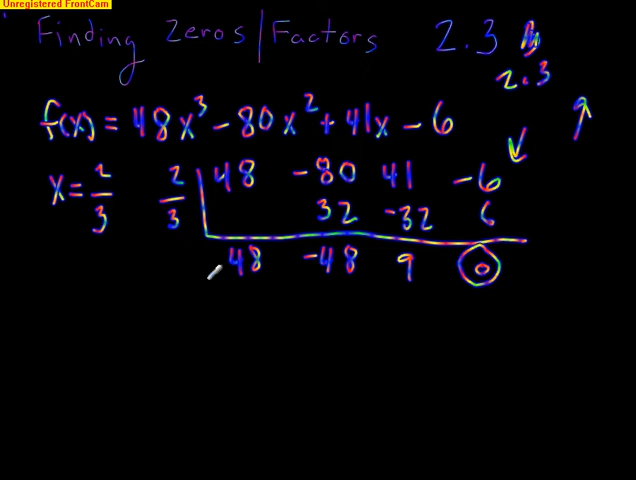 Unregistered FrontCam
Finding Zeros/Factors 2.3
2.3
f(x) = 48x³ - 80x² + 41x - 6
x = 2/3 2/3 | 48 -80 41 -6
32 -32 6
48 -48 9 0